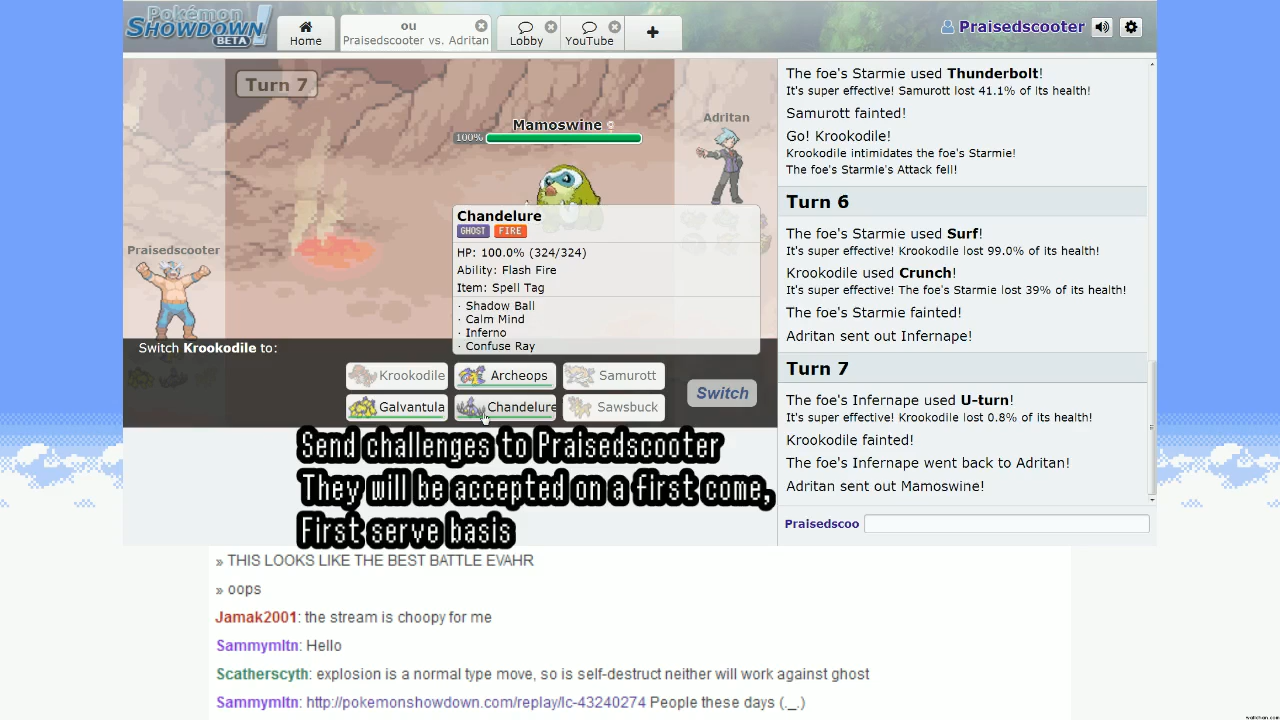 Pokémon
SHOWDOWN!
BETA
Home
ou
Praisedscooter vs. Adritan
Lobby
YouTube
Praisedscooter
Turn 7
Mamoswine
100%
Adritan
Praisedscooter
Chandelure
GHOST FIRE
HP: 100.0% (324/324)
Ability: Flash Fire
Item: Spell Tag
· Shadow Ball
· Calm Mind
· Inferno
· Confuse Ray
Switch Krookodile to:
Krookodile Archeops Samurott
Galvantula Chandelure Sawsbuck
Switch
The foe's Starmie used Thunderbolt!
It's super effective! Samurott lost 41.1% of its health!
Samurott fainted!
Go! Krookodile!
Krookodile intimidates the foe's Starmie!
The foe's Starmie's Attack fell!
Turn 6
The foe's Starmie used Surf!
It's super effective! Krookodile lost 99.0% of its health!
Krookodile used Crunch!
It's super effective! The foe's Starmie lost 39% of its health!
The foe's Starmie fainted!
Adritan sent out Infernape!
Turn 7
The foe's Infernape used U-turn!
It's super effective! Krookodile lost 0.8% of its health!
Krookodile fainted!
The foe's Infernape went back to Adritan!
Adritan sent out Mamoswine!
Praisedscoo
Send challenges to Praisedscooter
They will be accepted on a first come,
First serve basis
» THIS LOOKS LIKE THE BEST BATTLE EVAHR
» oops
Jamak2001: the stream is choopy for me
Sammymltn: Hello
Scatherscyth: explosion is a normal type move, so is self-destruct neither will work against ghost
Sammymltn: http://pokemonshowdown.com/replay/lc-43240274 People these days (._.)
wallchan.com